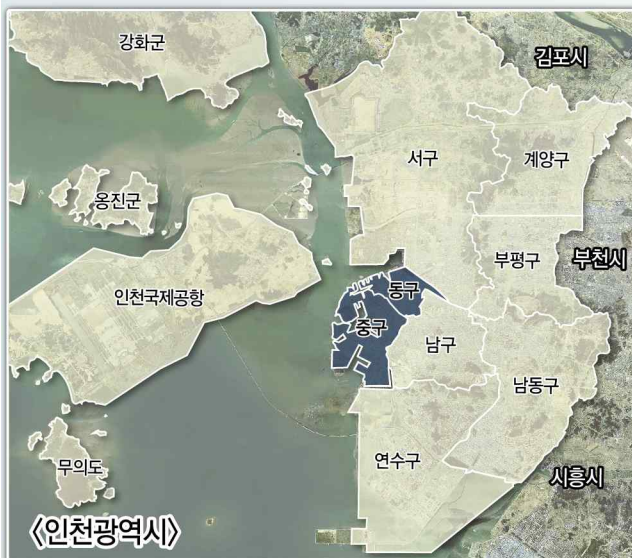 강화군
김포시
서구
계양구
옹진군
부평구
부천시
인천국제공항
동구
중구
남구
남동구
연수구
무의도
시흥시
〈인천광역시〉